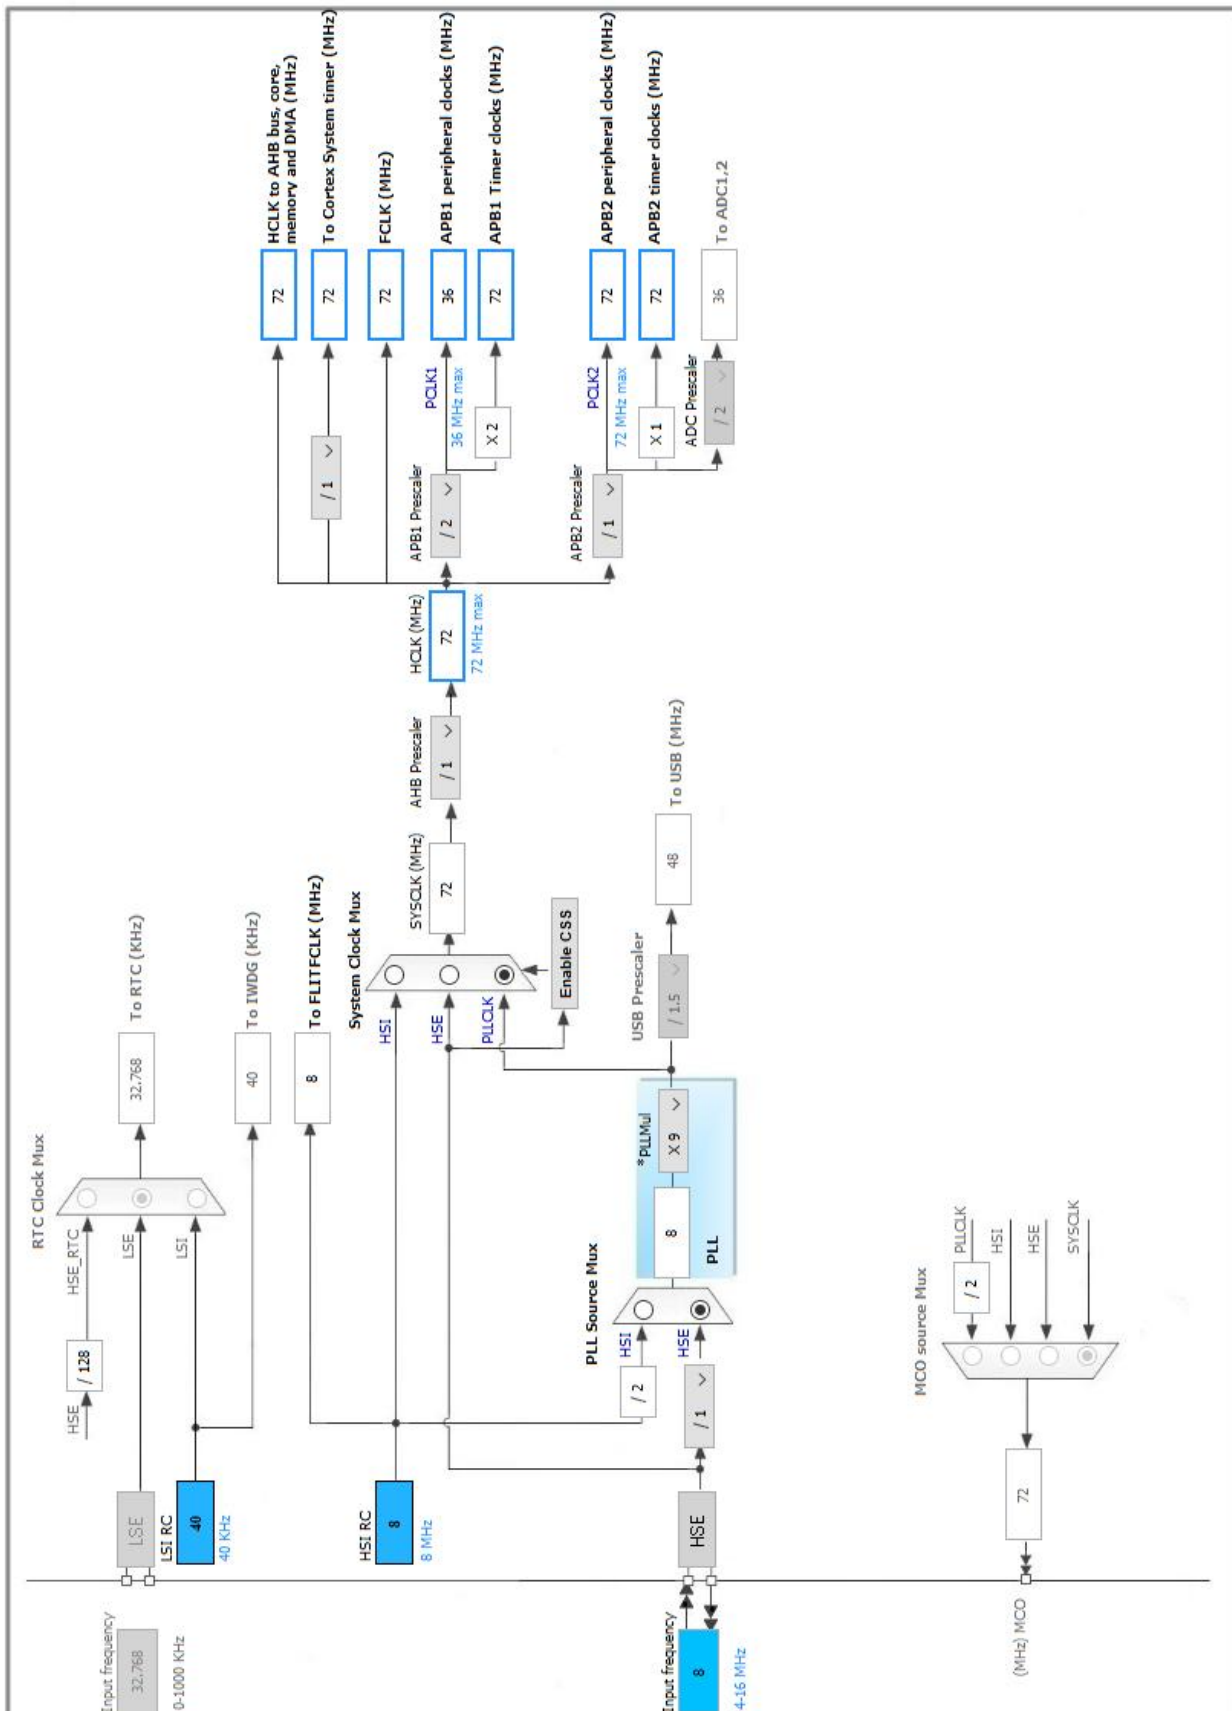 RTC Clock Mux
HSE
/ 128
HSE_RTC
Input frequency
32.768
0-1000 KHz
LSE
LSE
32.768
To RTC (KHz)
LSI RC
40
40 KHz
LSI
40
To IWDG (KHz)
HSI RC
8
8 MHz
8
To FLITFCLK (MHz)
System Clock Mux
HSI
HSE
PLLCLK
Enable CSS
SYSCLK (MHz)
72
AHB Prescaler
/ 1
HCLK (MHz)
72
72 MHz max
72
HCLK to AHB bus, core,
memory and DMA (MHz)
/ 1
72
To Cortex System timer (MHz)
72
FCLK (MHz)
APB1 Prescaler
/ 2
PCLK1
36 MHz max
36
APB1 peripheral clocks (MHz)
X 2
72
APB1 Timer clocks (MHz)
APB2 Prescaler
/ 1
PCLK2
72 MHz max
72
APB2 peripheral clocks (MHz)
X 1
72
APB2 timer clocks (MHz)
ADC Prescaler
/ 2
36
To ADC1,2
PLL Source Mux
/ 2
HSI
Input frequency
8
4-16 MHz
HSE
/ 1
HSE
8
*PLLMul
X 9
PLL
USB Prescaler
/ 1.5
48
To USB (MHz)
MCO source Mux
(MHz) MCO
72
/ 2
PLLCLK
HSI
HSE
SYSCLK